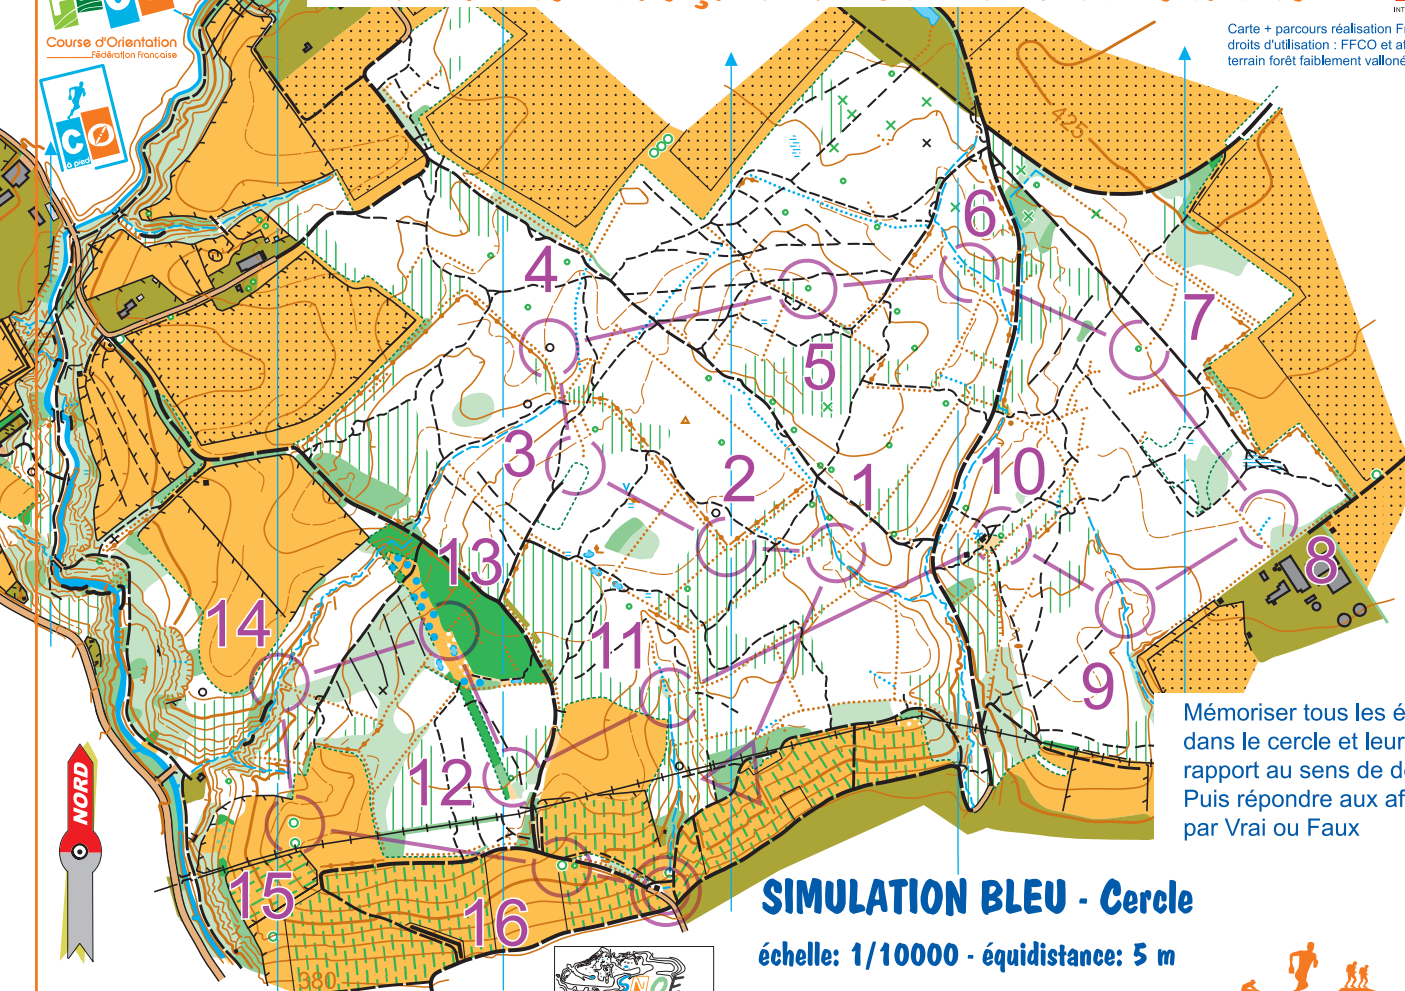 Course d'Orientation
Fédération Française
CO
à pied
INT
Carte + parcours réalisation F
droits d'utilisation : FFCO et a
terrain forêt faiblement valloné
425
6
4
7
5
3
2
1
10
13
8
14
11
9
12
15
16
NORD
380
Mémoriser tous les é
dans le cercle et leur
rapport au sens de d
Puis répondre aux af
par Vrai ou Faux
SIMULATION BLEU - Cercle
échelle: 1/10000 - équidistance: 5 m